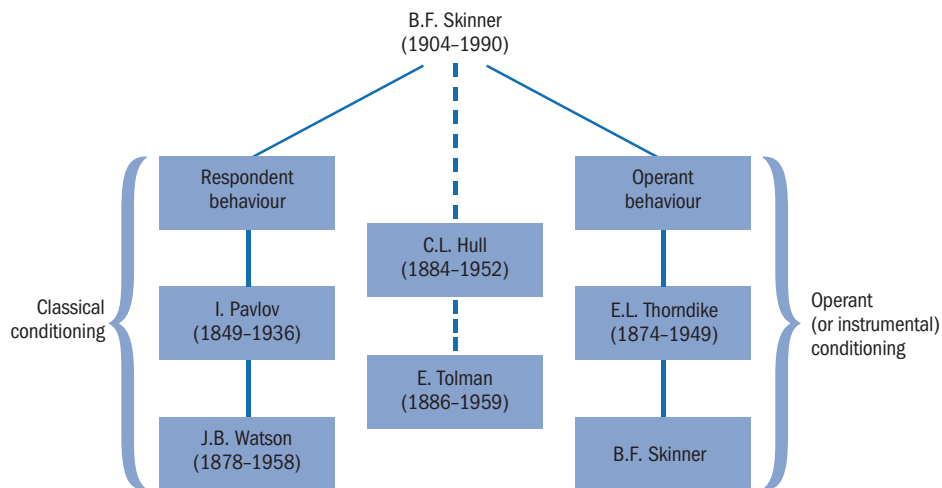 B.F. Skinner
(1904–1990)
Respondent
behaviour
Operant
behaviour
C.L. Hull
(1884–1952)
Classical
conditioning
I. Pavlov
(1849–1936)
E.L. Thorndike
(1874–1949)
Operant
(or instrumental)
conditioning
E. Tolman
(1886–1959)
J.B. Watson
(1878–1958)
B.F. Skinner